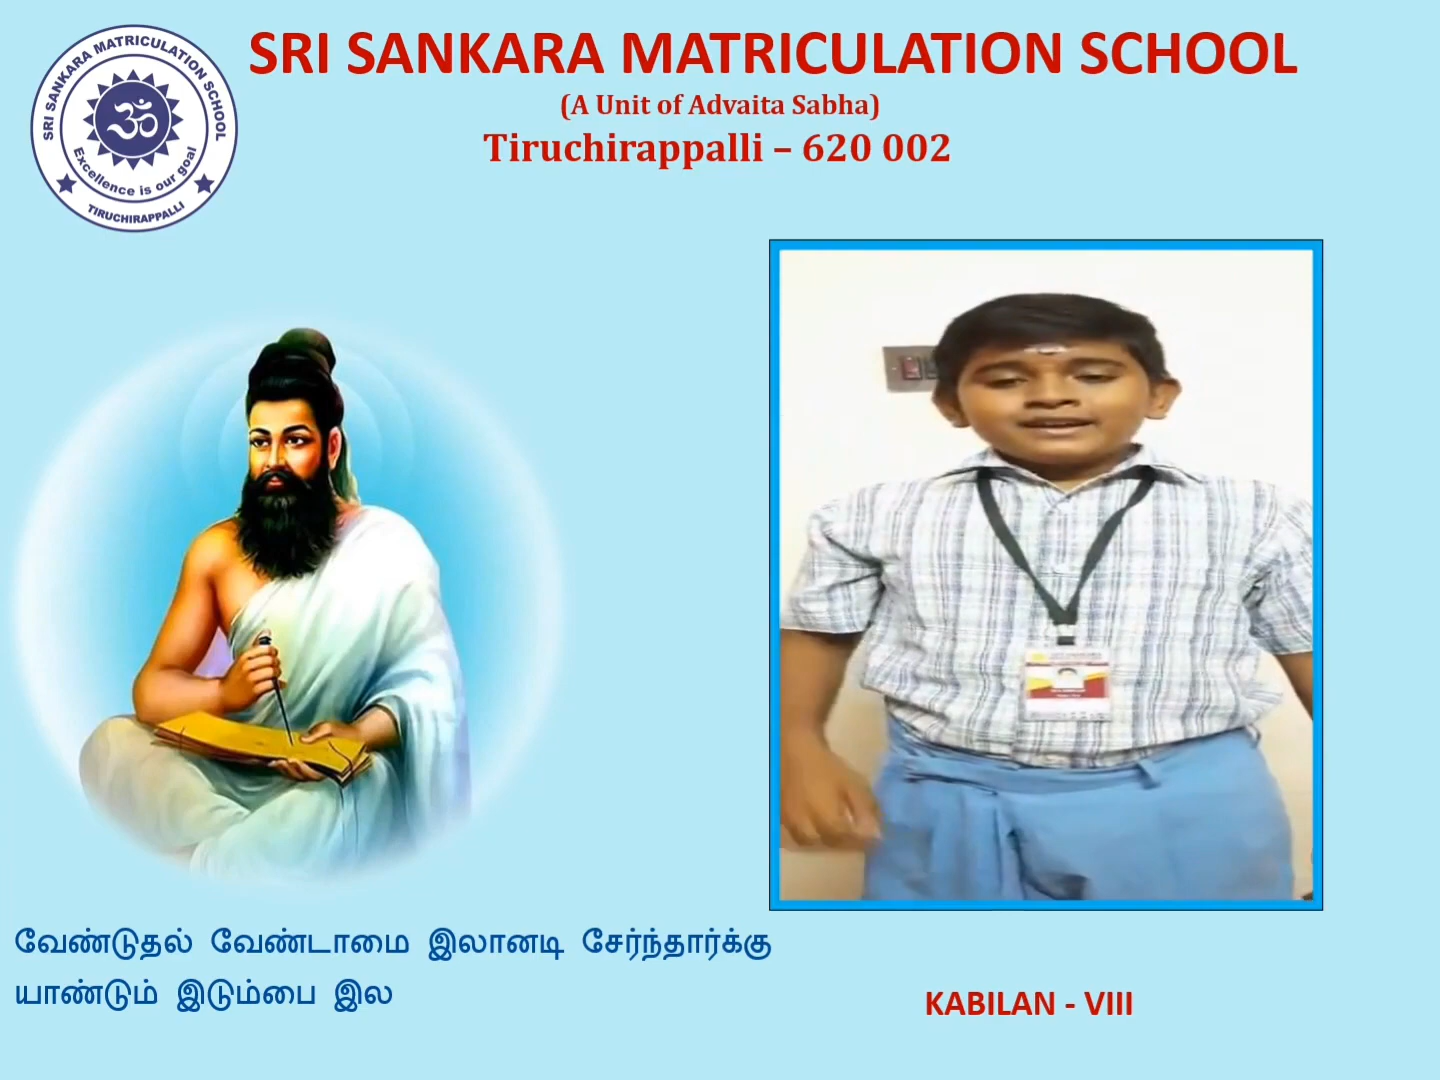 SRI SANKARA MATRICULATION SCHOOL
(A Unit of Advaita Sabha)
Tiruchirappalli – 620 002
SRI SANKARA MATRICULATION SCHOOL
ॐ
Excellence is our goal
TIRUCHIRAPPALLI
வேண்டுதல் வேண்டாமை இலானடி சேர்ந்தார்க்கு
யாண்டும் இடும்பை இல
KABILAN - VIII